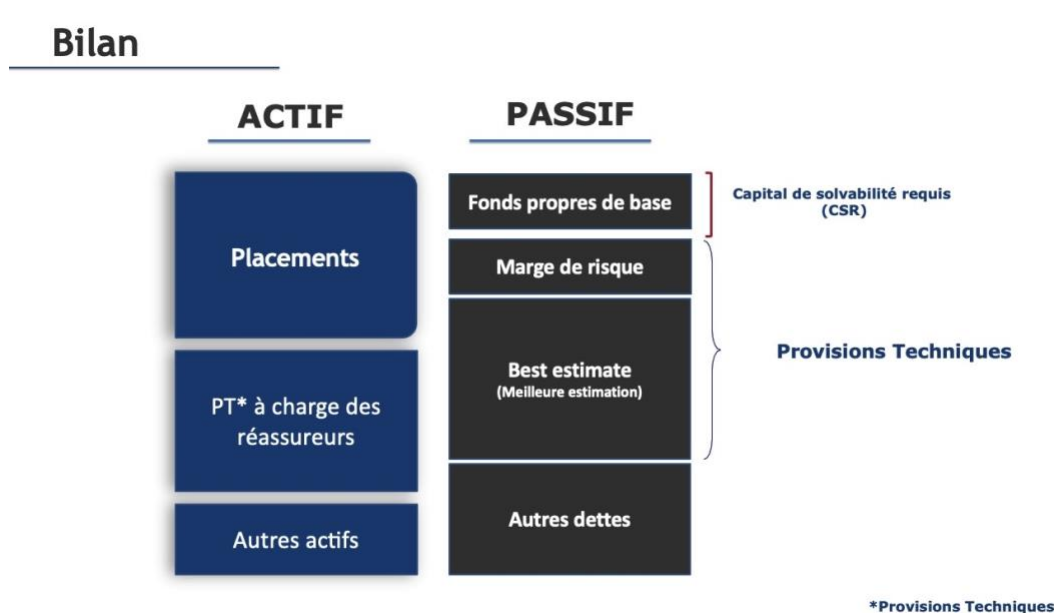 Bilan
ACTIF
PASSIF
Placements
PT* à charge des
réassureurs
Autres actifs
Fonds propres de base
Marge de risque
Best estimate
(Meilleure estimation)
Autres dettes
Capital de solvabilité requis
(CSR)
Provisions Techniques
*Provisions Techniques